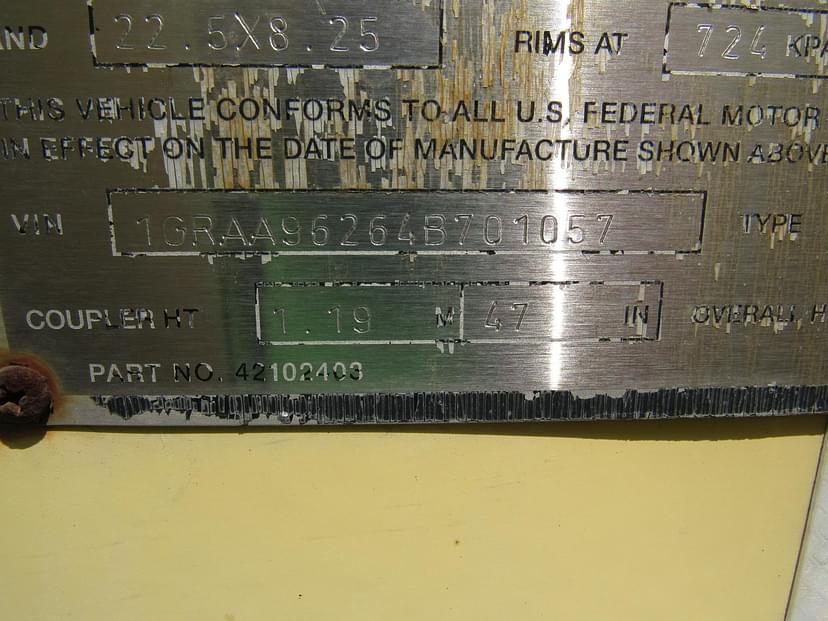 AND 22.5X8.25 RIMS AT 724 KPA
THIS VEHICLE CONFORMS TO ALL U.S. FEDERAL MOTOR
IN EFFECT ON THE DATE OF MANUFACTURE SHOWN ABOVE
VIN 1GRAA96264B701057 TYPE
COUPLER HT 1.19 M 47 IN OVERALL H
PART NO. 42102403